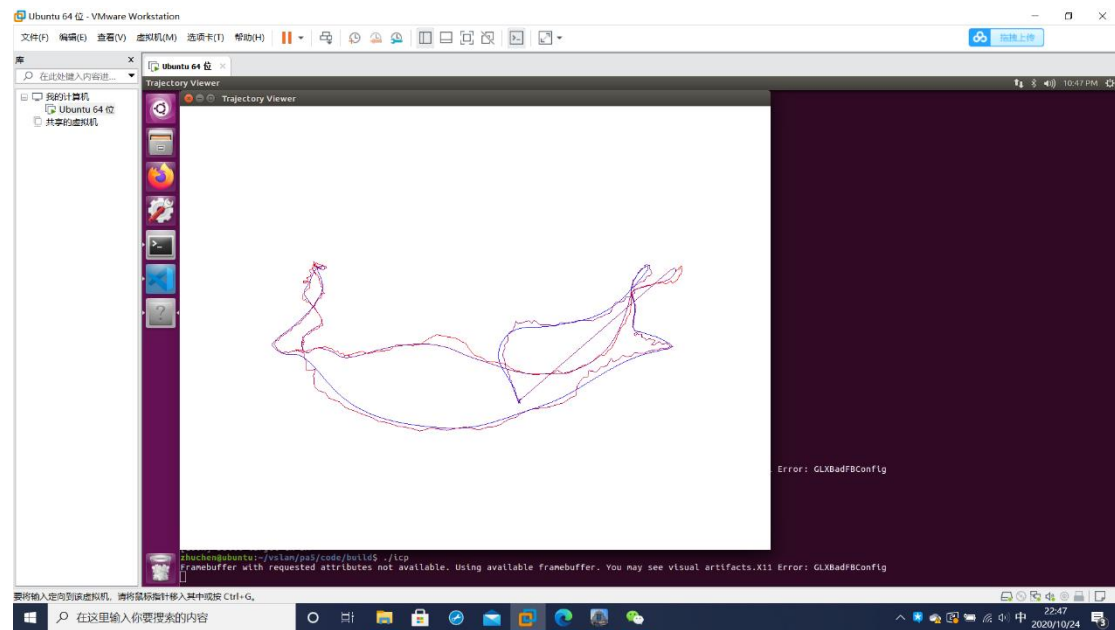 Ubuntu 64 位 - VMware Workstation
文件(F) 编辑(E) 查看(V) 虚拟机(M) 选项卡(T) 帮助(H)
拖拽上传
库
在此处键入内容进...
我的计算机
Ubuntu 64 位
共享的虚拟机
Ubuntu 64 位
Trajectory Viewer
10:47 PM
Trajectory Viewer
Error: GLXBadFBConfig
zhuchen@ubuntu:~/vslam/pa5/code/build$ ./icp
Framebuffer with requested attributes not available. Using available framebuffer. You may see visual artifacts.X11 Error: GLXBadFBConfig
要将输入定向到该虚拟机，请将鼠标指针移入其中或按 Ctrl+G。
在这里输入你要搜索的内容
中
22:47
2020/10/24